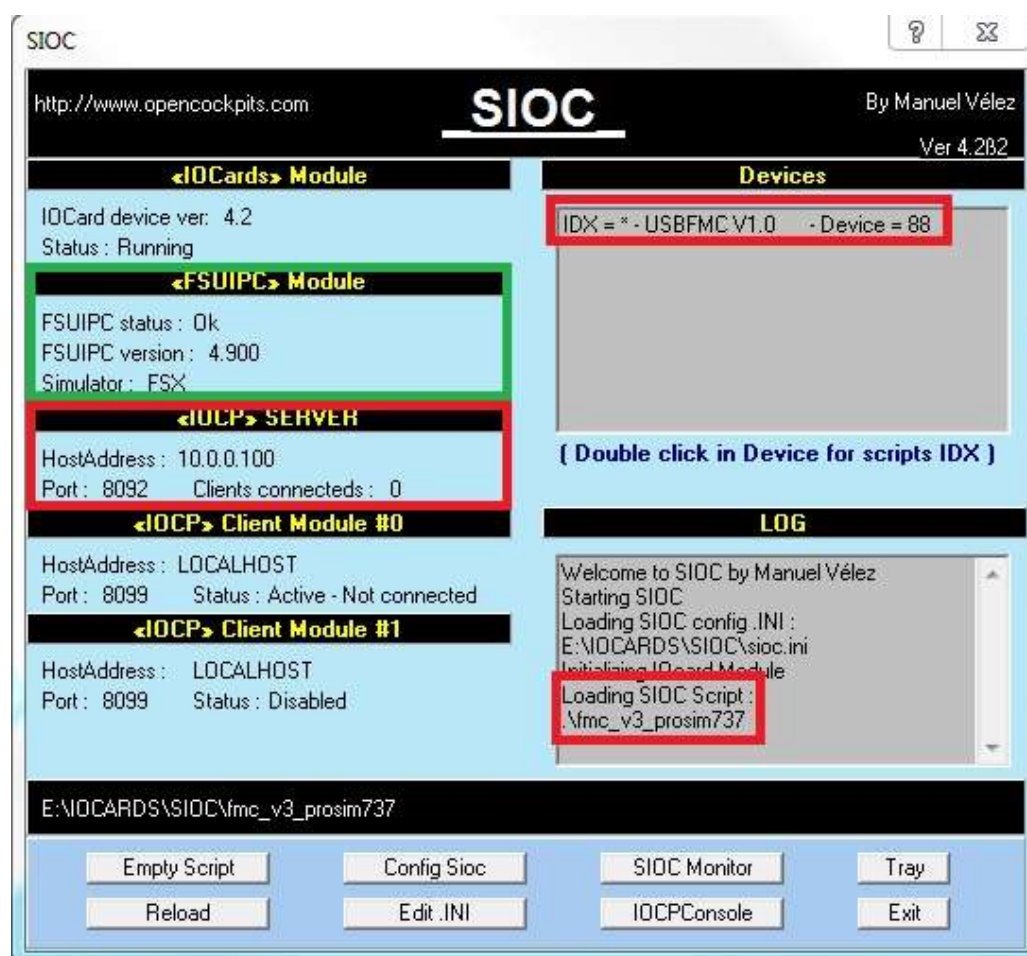 SIOC
http://www.opencockpits.com
_SIOC_
By Manuel Vélez
Ver 4.2ß2
«IOCards» Module
IOCard device ver: 4.2
Status : Running
«FSUIPC» Module
FSUIPC status : Ok
FSUIPC version : 4.900
Simulator : FSX
«IOCP» SERVER
HostAddress : 10.0.0.100
Port : 8092 Clients connecteds : 0
«IOCP» Client Module #0
HostAddress : LOCALHOST
Port : 8099 Status : Active - Not connected
«IOCP» Client Module #1
HostAddress : LOCALHOST
Port : 8099 Status : Disabled
Devices
IDX = * - USBFMC V1.0 - Device = 88
( Double click in Device for scripts IDX )
LOG
Welcome to SIOC by Manuel Vélez
Starting SIOC
Loading SIOC config .INI :
E:\IOCARDS\SIOC\sioc.ini
Initializing IOcard Module
Loading SIOC Script :
.\fmc_v3_prosim737
E:\IOCARDS\SIOC\fmc_v3_prosim737
Empty Script Config Sioc SIOC Monitor Tray
Reload Edit .INI IOCPConsole Exit